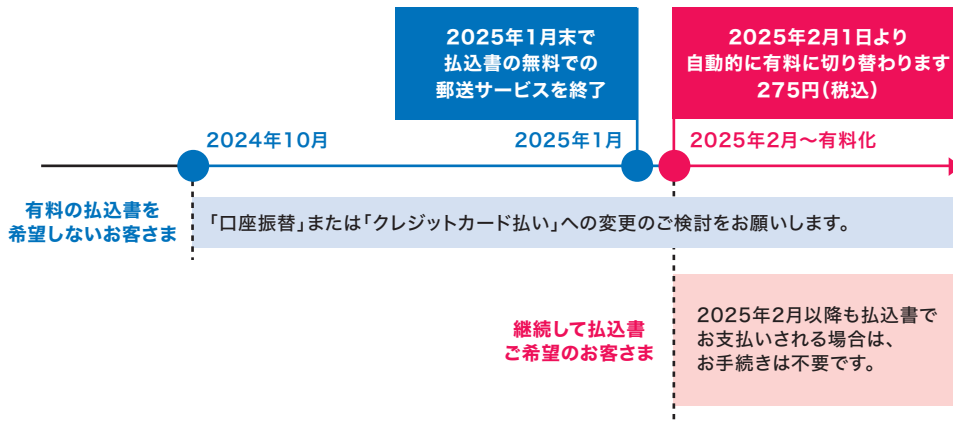 2025年1月末で
払込書の無料での
郵送サービスを終了
2025年2月1日より
自動的に有料に切り替わります
275円(税込)
2024年10月
2025年1月
2025年2月〜有料化
有料の払込書を
希望しないお客さま
「口座振替」または「クレジットカード払い」への変更のご検討をお願いします。
継続して払込書
ご希望のお客さま
2025年2月以降も払込書で
お支払いされる場合は、
お手続きは不要です。